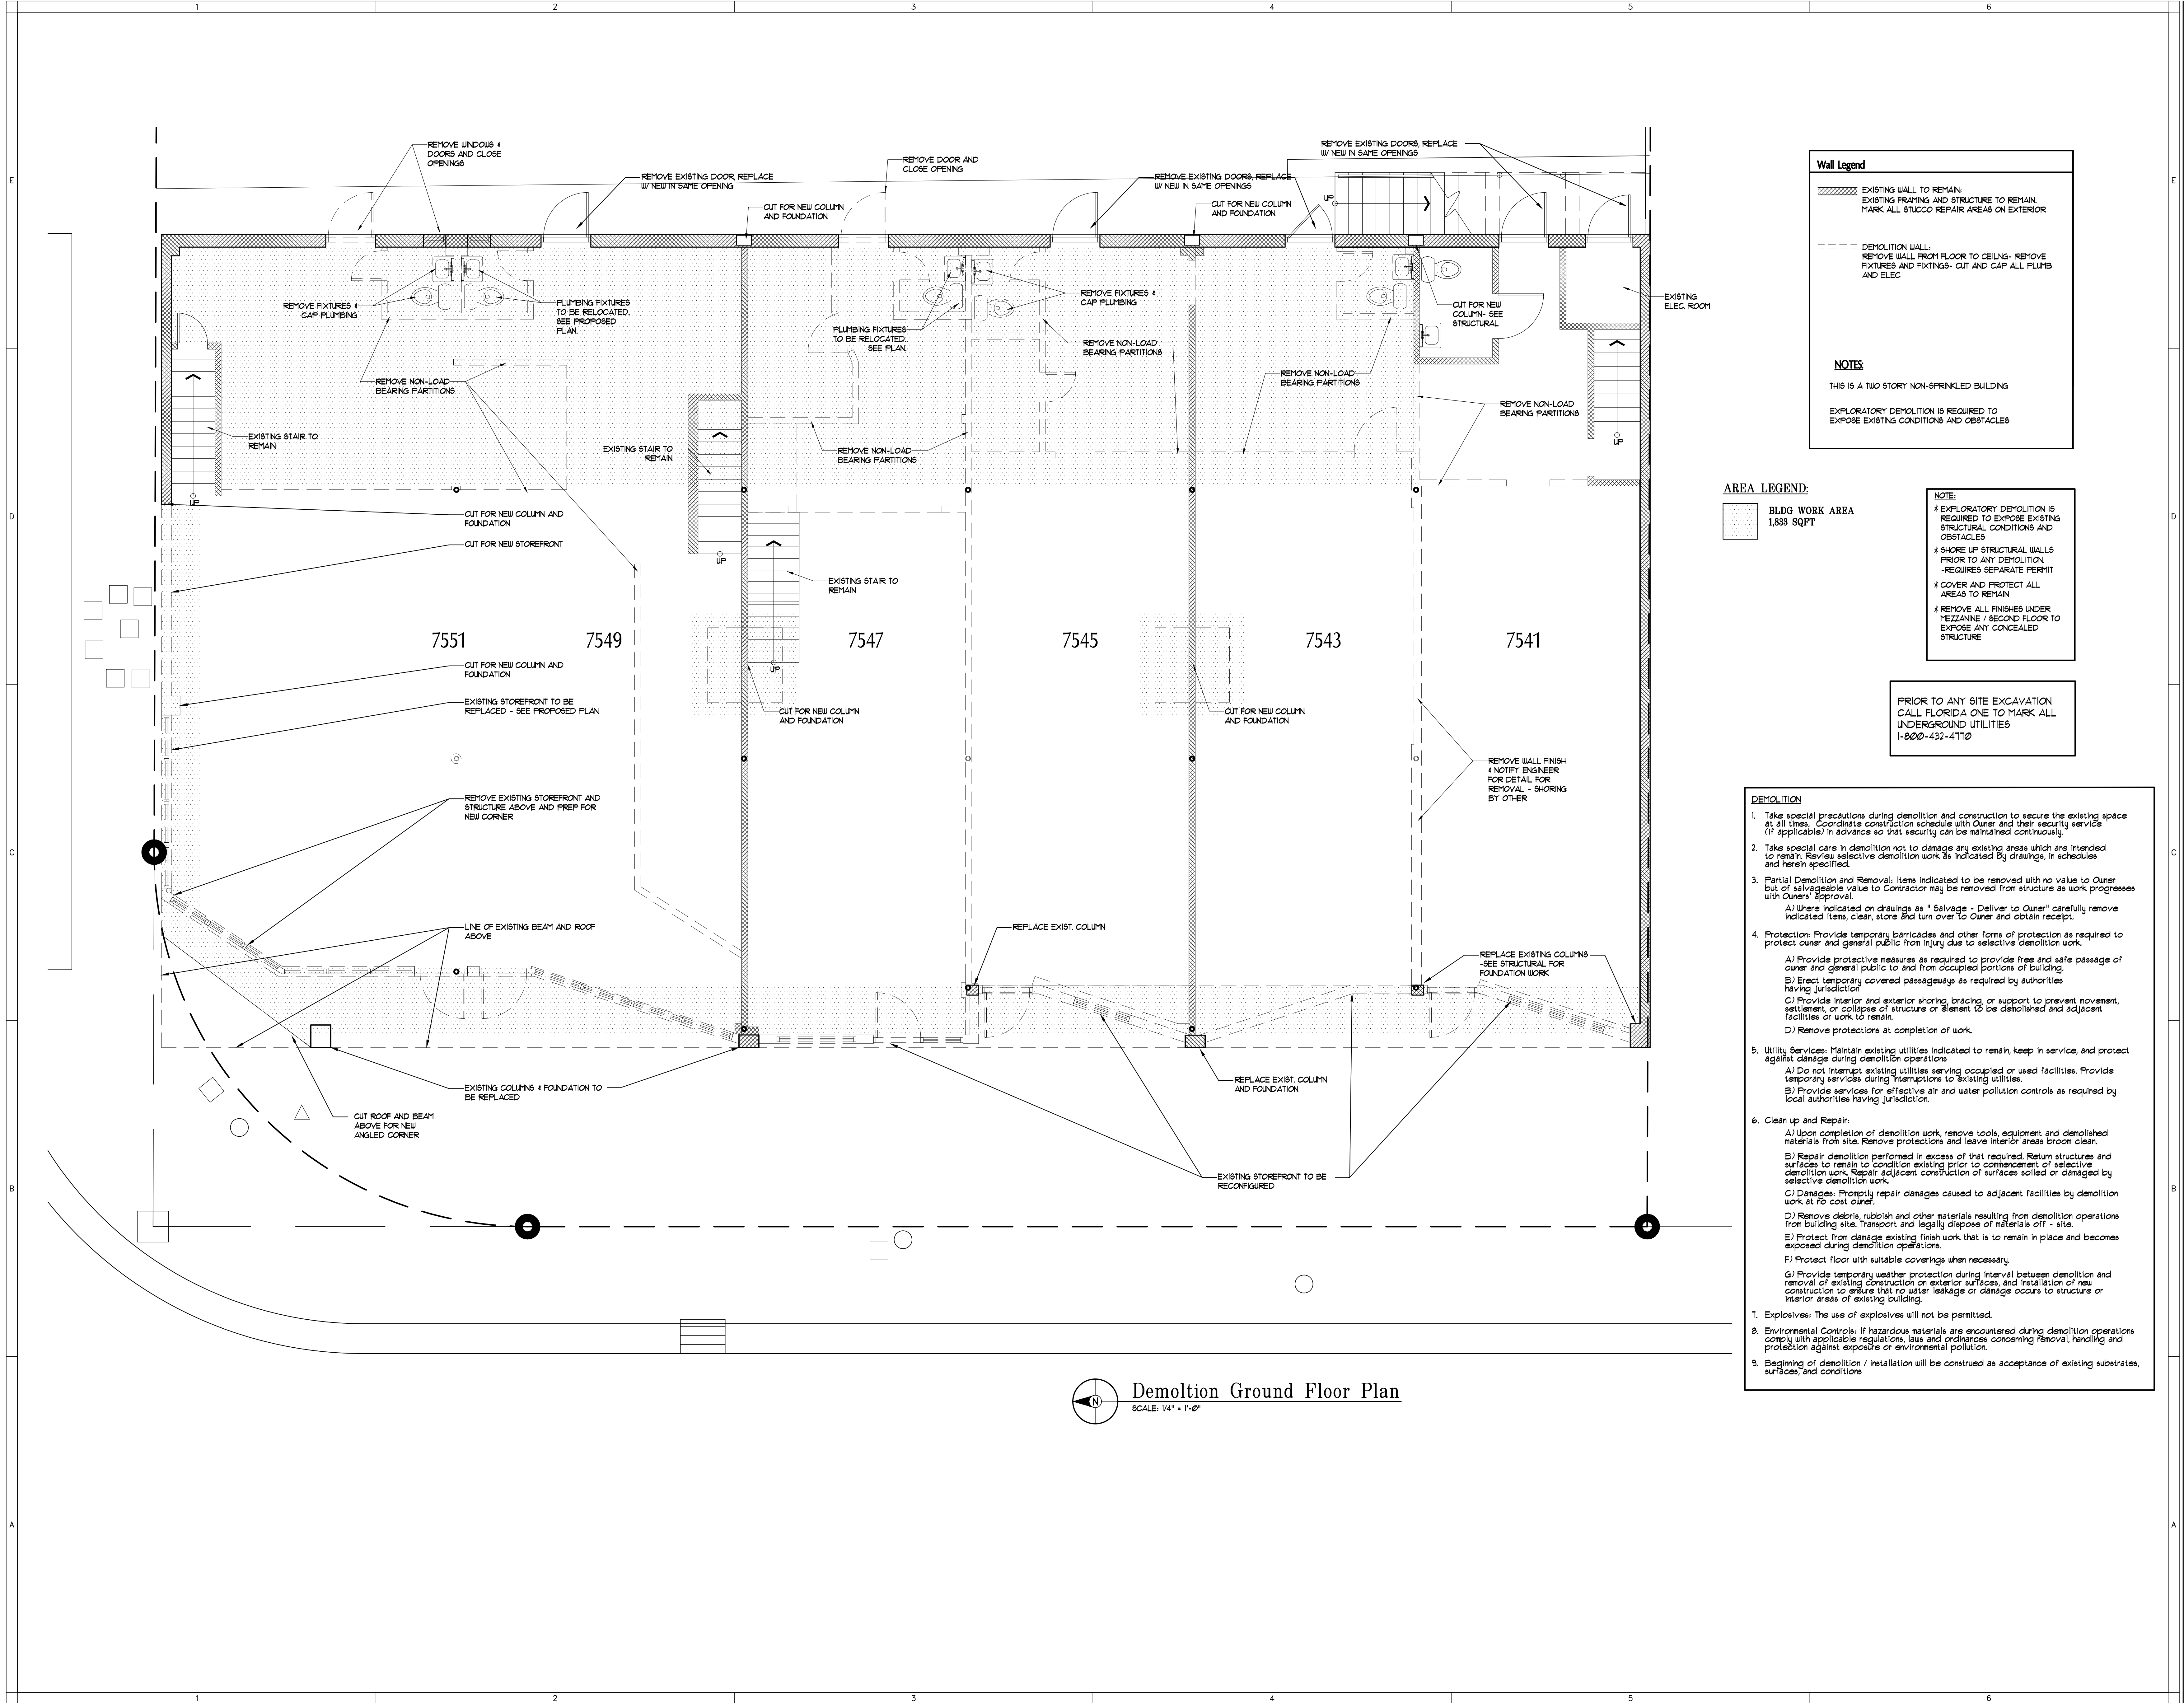 1 2 3 4 5 6
REMOVE WINDOWS &
DOORS AND CLOSE
OPENINGS
REMOVE EXISTING DOOR, REPLACE
W/ NEW IN SAME OPENING
REMOVE DOOR AND
CLOSE OPENING
REMOVE EXISTING DOORS, REPLACE
W/ NEW IN SAME OPENINGS
REMOVE EXISTING DOORS, REPLACE
W/ NEW IN SAME OPENINGS
CUT FOR NEW COLUMN
AND FOUNDATION
CUT FOR NEW COLUMN
AND FOUNDATION
UP
E
E
REMOVE FIXTURES &
CAP PLUMBING
PLUMBING FIXTURES
TO BE RELOCATED.
SEE PROPOSED
PLAN.
PLUMBING FIXTURES
TO BE RELOCATED.
SEE PLAN.
REMOVE FIXTURES &
CAP PLUMBING
CUT FOR NEW
COLUMN- SEE
STRUCTURAL
EXISTING
ELEC. ROOM
REMOVE NON-LOAD
BEARING PARTITIONS
REMOVE NON-LOAD
BEARING PARTITIONS
REMOVE NON-LOAD
BEARING PARTITIONS
REMOVE NON-LOAD
BEARING PARTITIONS
REMOVE NON-LOAD
BEARING PARTITIONS
EXISTING STAIR TO
REMAIN
EXISTING STAIR TO
REMAIN
UP
UP
UP
UP
D
D
CUT FOR NEW COLUMN AND
FOUNDATION
CUT FOR NEW STOREFRONT
EXISTING STAIR TO
REMAIN
7551 7549 7547 7545 7543 7541
CUT FOR NEW COLUMN AND
FOUNDATION
EXISTING STOREFRONT TO BE
REPLACED - SEE PROPOSED PLAN
CUT FOR NEW COLUMN
AND FOUNDATION
CUT FOR NEW COLUMN
AND FOUNDATION
REMOVE WALL FINISH
& NOTIFY ENGINEER
FOR DETAIL FOR
REMOVAL - SHORING
BY OTHER
REMOVE EXISTING STOREFRONT AND
STRUCTURE ABOVE AND PREP FOR
NEW CORNER
C
C
LINE OF EXISTING BEAM AND ROOF
ABOVE
REPLACE EXIST. COLUMN
REPLACE EXISTING COLUMNS
-SEE STRUCTURAL FOR
FOUNDATION WORK
EXISTING COLUMNS & FOUNDATION TO
BE REPLACED
REPLACE EXIST. COLUMN
AND FOUNDATION
CUT ROOF AND BEAM
ABOVE FOR NEW
ANGLED CORNER
EXISTING STOREFRONT TO BE
RECONFIGURED
B
B
N
Demoltion Ground Floor Plan
SCALE: 1/4" = 1'-0"
A
A
Wall Legend
EXISTING WALL TO REMAIN:
EXISTING FRAMING AND STRUCTURE TO REMAIN.
MARK ALL STUCCO REPAIR AREAS ON EXTERIOR
DEMOLITION WALL:
REMOVE WALL FROM FLOOR TO CEILNG- REMOVE
FIXTURES AND FIXTINGS- CUT AND CAP ALL PLUMB
AND ELEC
NOTES:
THIS IS A TWO STORY NON-SPRINKLED BUILDING
EXPLORATORY DEMOLITION IS REQUIRED TO
EXPOSE EXISTING CONDITIONS AND OBSTACLES
AREA LEGEND:
BLDG WORK AREA
1,833 SQFT
NOTE:
* EXPLORATORY DEMOLITION IS
REQUIRED TO EXPOSE EXISTING
STRUCTURAL CONDITIONS AND
OBSTACLES
* SHORE UP STRUCTURAL WALLS
PRIOR TO ANY DEMOLITION.
-REQUIRES SEPARATE PERMIT
* COVER AND PROTECT ALL
AREAS TO REMAIN
* REMOVE ALL FINISHES UNDER
MEZZANINE / SECOND FLOOR TO
EXPOSE ANY CONCEALED
STRUCTURE
PRIOR TO ANY SITE EXCAVATION
CALL FLORIDA ONE TO MARK ALL
UNDERGROUND UTILITIES
1-800-432-4770
DEMOLITION
1. Take special precautions during demolition and construction to secure the existing space
at all times. Coordinate construction schedule with Owner and their security service
(if applicable) in advance so that security can be maintained continuously.
2. Take special care in demolition not to damage any existing areas which are intended
to remain. Review selective demolition work as indicated By drawings, in schedules
and herein specified.
3. Partial Demolition and Removal: Items indicated to be removed with no value to Owner
but of salvageable value to Contractor may be removed from structure as work progresses
with Owners' approval.
A) Where indicated on drawings as " Salvage - Deliver to Owner" carefully remove
indicated items, clean, store and turn over to Owner and obtain receipt.
4. Protection: Provide temporary barricades and other forms of protection as required to
protect owner and general public from injury due to selective demolition work.
A) Provide protective measures as required to provide free and safe passage of
owner and general public to and from occupied portions of building.
B) Erect temporary covered passageways as required by authorities
having jurisdiction
C) Provide interior and exterior shoring, bracing, or support to prevent movement,
settlement, or collapse of structure or element to be demolished and adjacent
facilities or work to remain.
D) Remove protections at completion of work.
5. Utility Services: Maintain existing utilities indicated to remain, keep in service, and protect
against damage during demolition operations
A) Do not interrupt existing utilities serving occupied or used facilities. Provide
temporary services during interruptions to existing utilities.
B) Provide services for effective air and water pollution controls as required by
local authorities having jurisdiction.
6. Clean up and Repair:
A) Upon completion of demolition work, remove tools, equipment and demolished
materials from site. Remove protections and leave interior areas broom clean.
B) Repair demolition performed in excess of that required. Return structures and
surfaces to remain to condition existing prior to commencement of selective
demolition work. Repair adjacent construction of surfaces soiled or damaged by
selective demolition work.
C) Damages: Promptly repair damages caused to adjacent facilities by demolition
work at no cost owner.
D) Remove debris, rubbish and other materials resulting from demolition operations
from building site. Transport and legally dispose of materials off - site.
E) Protect from damage existing finish work that is to remain in place and becomes
exposed during demolition operations.
F) Protect floor with suitable coverings when necessary.
G) Provide temporary weather protection during interval between demolition and
removal of existing construction on exterior surfaces, and installation of new
construction to ensure that no water leakage or damage occurs to structure or
interior areas of existing building.
7. Explosives: The use of explosives will not be permitted.
8. Environmental Controls: If hazardous materials are encountered during demolition operations
comply with applicable regulations, laws and ordinances concerning removal, handling and
protection against exposure or environmental pollution.
9. Beginning of demolition / installation will be construed as acceptance of existing substrates,
surfaces, and conditions
1 2 3 4 5 6